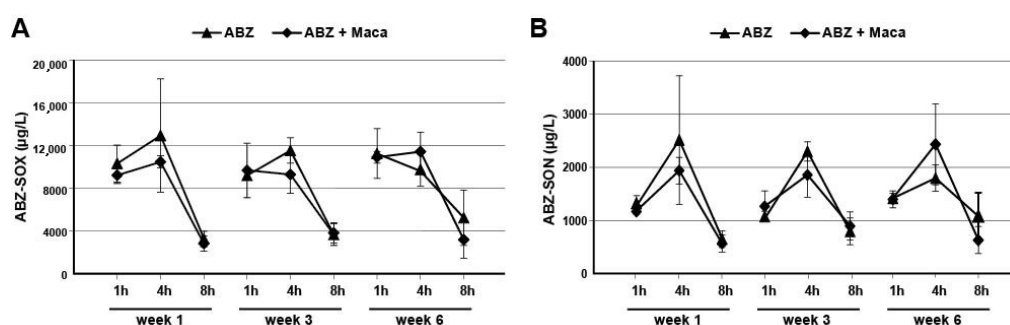 A
ABZ ABZ + Maca
ABZ-SOX (µg/L)
20,000
16,000
12,000
8000
4000
0
1h 4h 8h 1h 4h 8h 1h 4h 8h
week 1 week 3 week 6
B
ABZ ABZ + Maca
ABZ-SON (µg/L)
4000
3000
2000
1000
0
1h 4h 8h 1h 4h 8h 1h 4h 8h
week 1 week 3 week 6